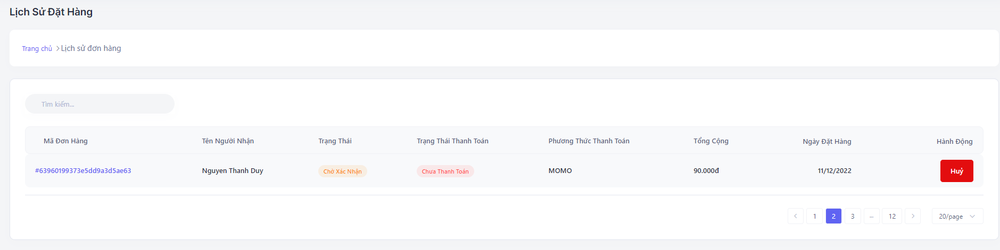 Lịch Sử Đặt Hàng
Trang chủ > Lịch sử đơn hàng
Tìm kiếm...
Mã Đơn Hàng Tên Người Nhận Trạng Thái Trạng Thái Thanh Toán Phương Thức Thanh Toán Tổng Cộng Ngày Đặt Hàng Hành Động
#63960199373e5dd9a3d5ae63 Nguyen Thanh Duy Chờ Xác Nhận Chưa Thanh Toán MOMO 90.000đ 11/12/2022 Huỷ
< 1 2 3 ... 12 > 20/page